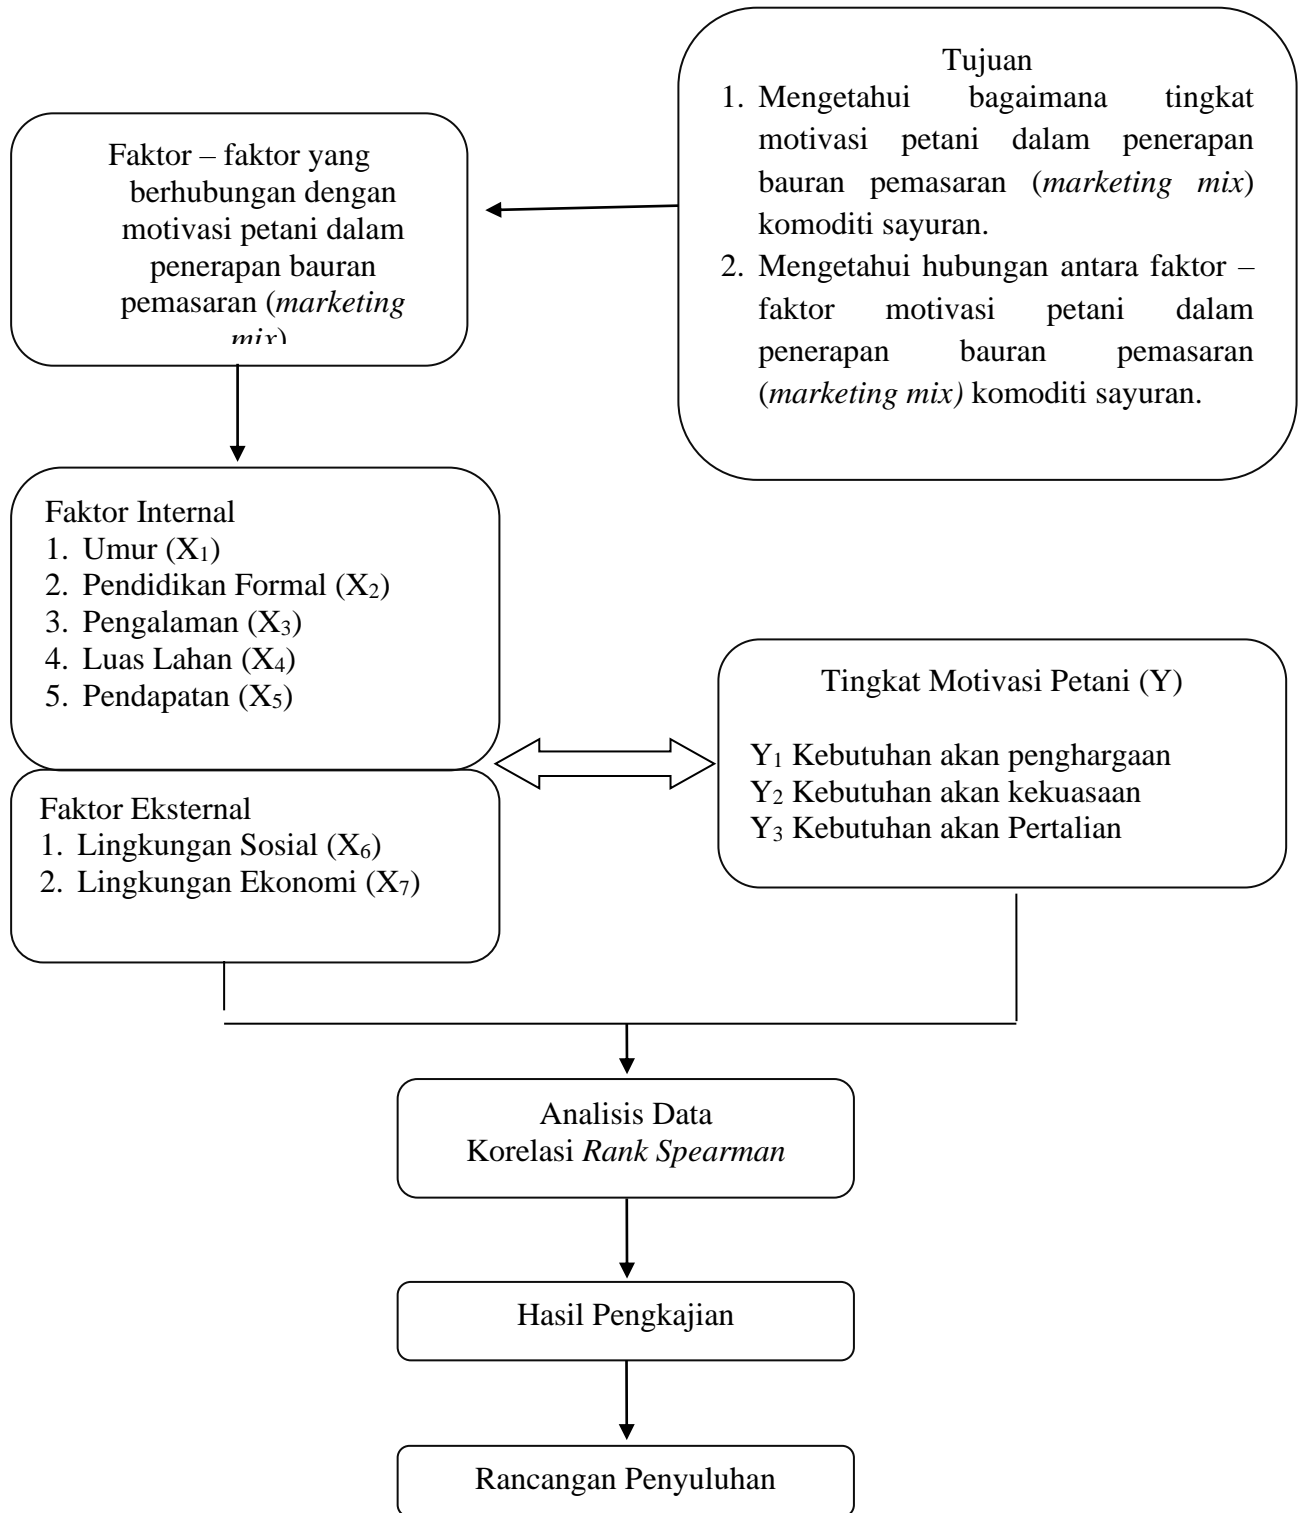 Tujuan
1. Mengetahui bagaimana tingkat
motivasi petani dalam penerapan
bauran pemasaran (marketing mix)
komoditi sayuran.
2. Mengetahui hubungan antara faktor –
faktor motivasi petani dalam
penerapan bauran pemasaran
(marketing mix) komoditi sayuran.
Faktor – faktor yang
berhubungan dengan
motivasi petani dalam
penerapan bauran
pemasaran (marketing
mix)
Faktor Internal
1. Umur (X₁)
2. Pendidikan Formal (X₂)
3. Pengalaman (X₃)
4. Luas Lahan (X₄)
5. Pendapatan (X₅)
Faktor Eksternal
1. Lingkungan Sosial (X₆)
2. Lingkungan Ekonomi (X₇)
Tingkat Motivasi Petani (Y)
Y₁ Kebutuhan akan penghargaan
Y₂ Kebutuhan akan kekuasaan
Y₃ Kebutuhan akan Pertalian
Analisis Data
Korelasi Rank Spearman
Hasil Pengkajian
Rancangan Penyuluhan